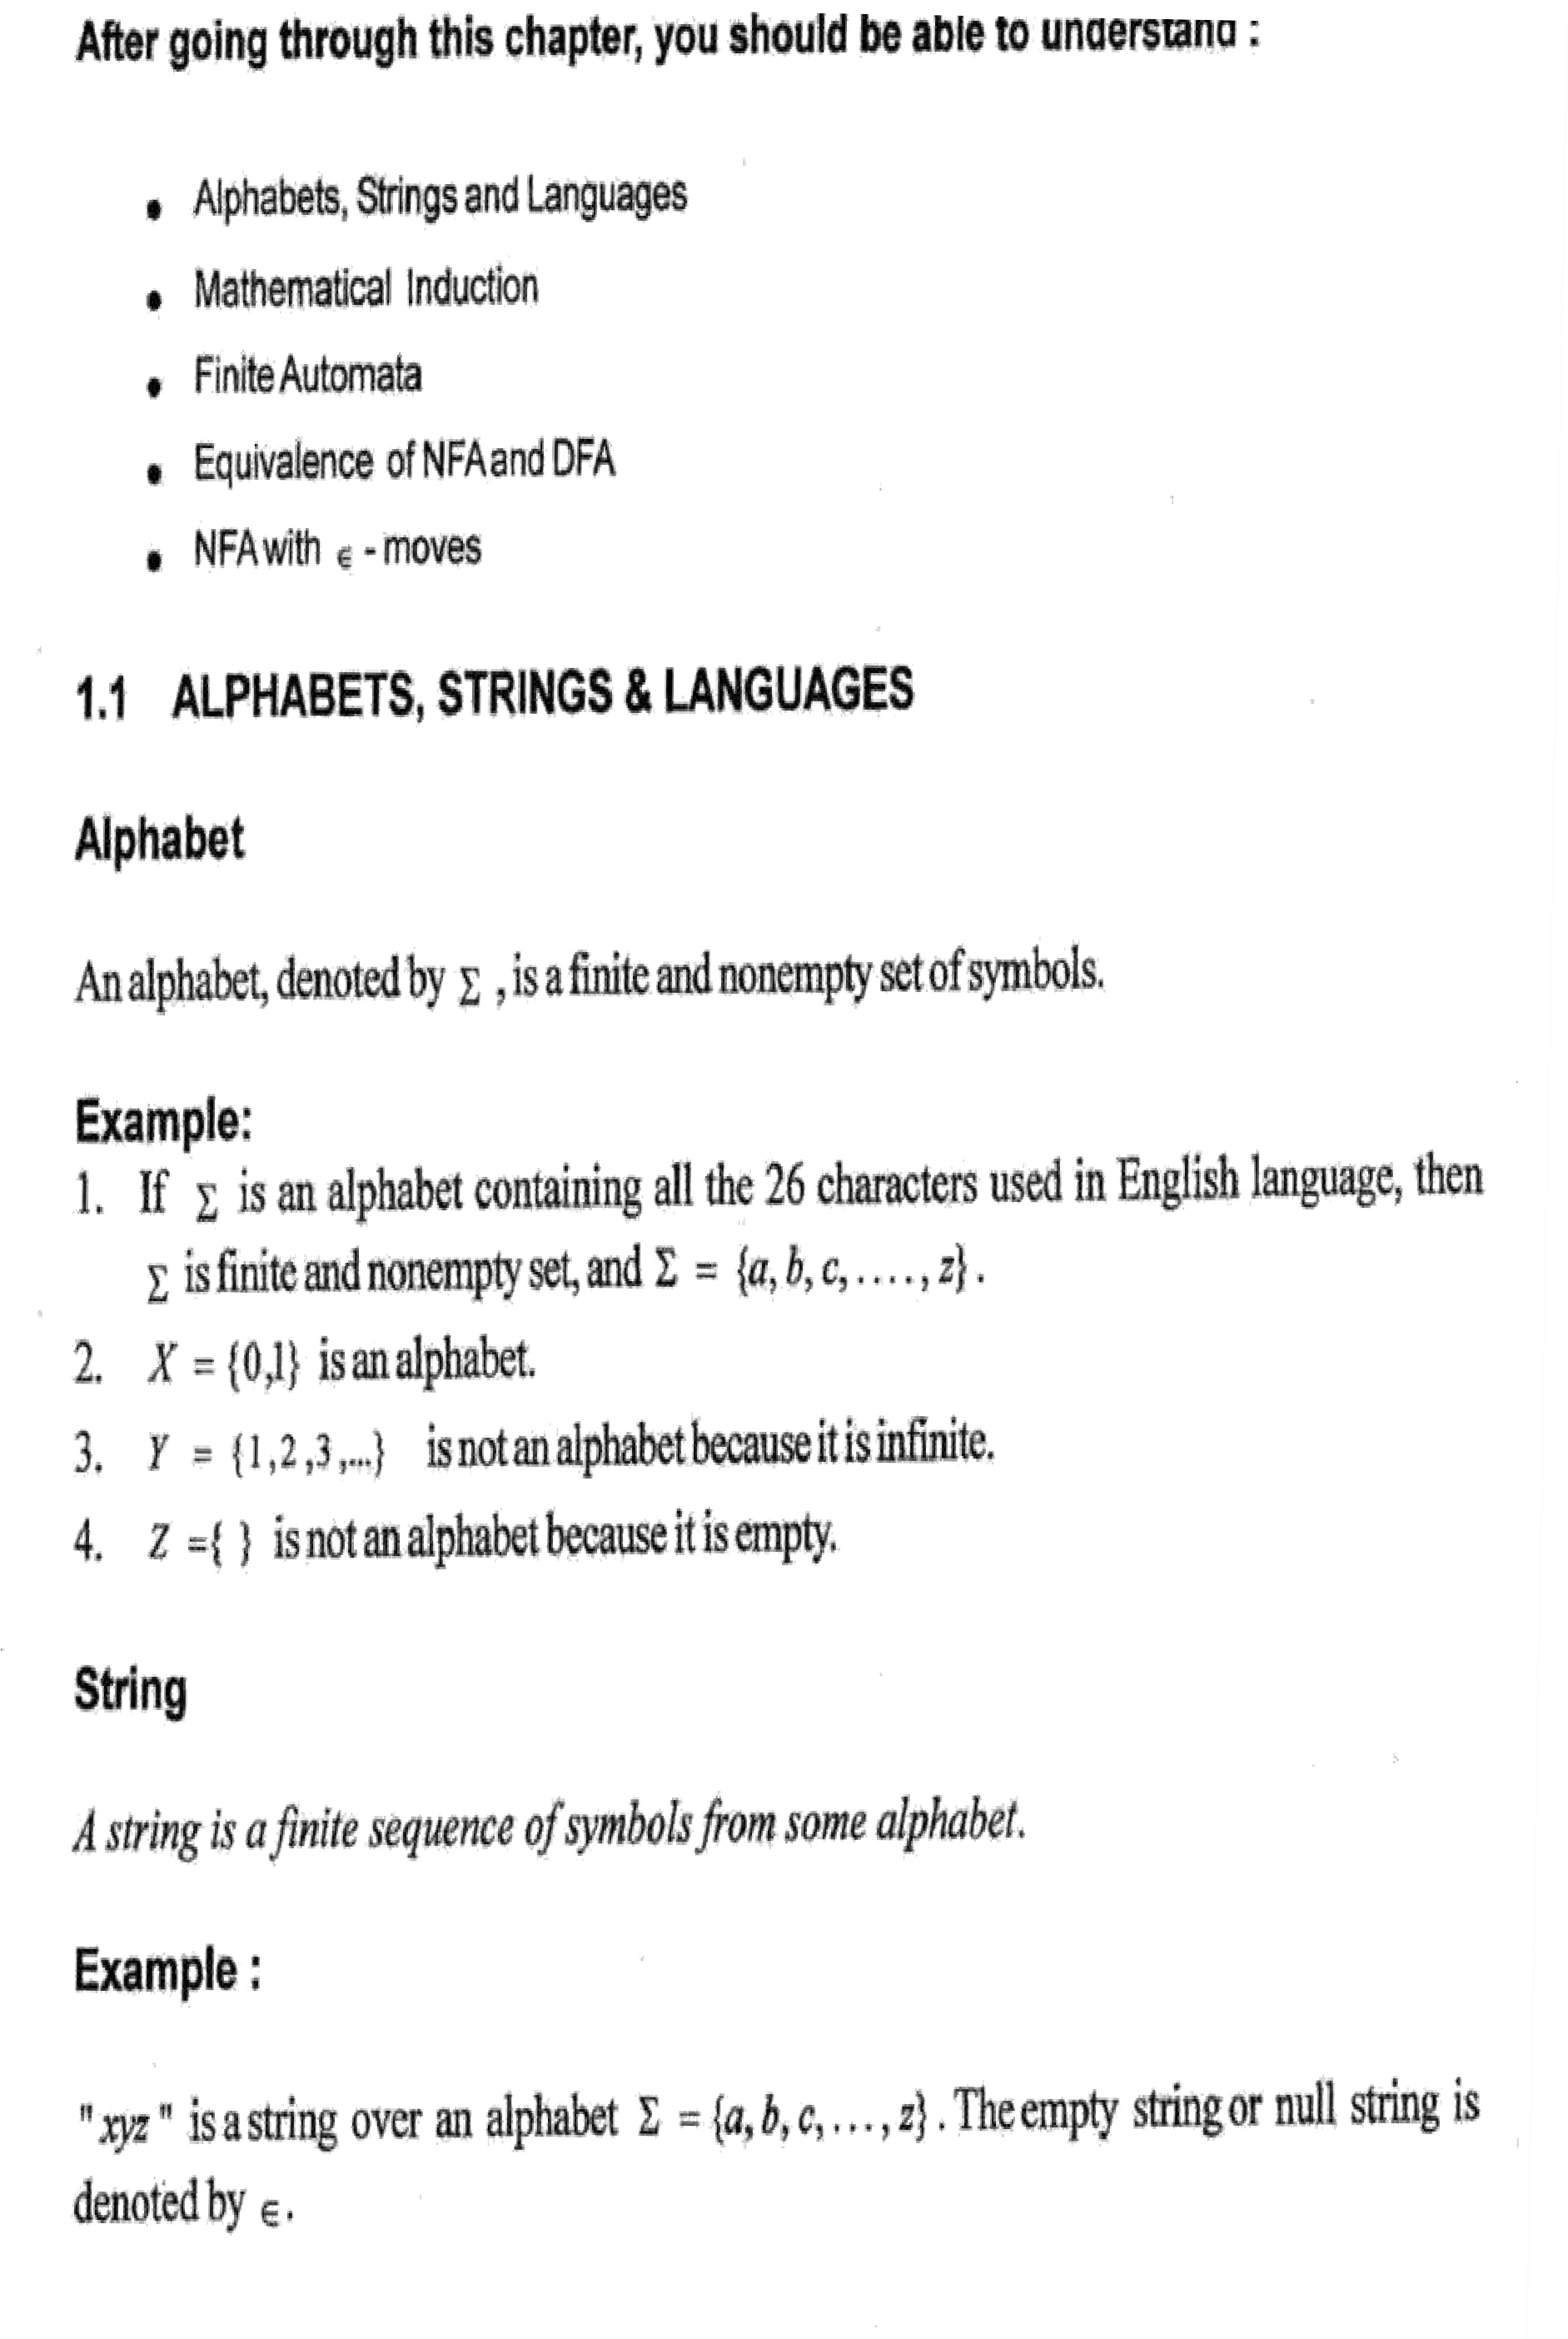 After going through this chapter, you should be able to understand :
• Alphabets, Strings and Languages
• Mathematical Induction
• Finite Automata
• Equivalence of NFA and DFA
• NFA with ∈ - moves
1.1 ALPHABETS, STRINGS & LANGUAGES
Alphabet
An alphabet, denoted by Σ , is a finite and nonempty set of symbols.
Example:
1. If Σ is an alphabet containing all the 26 characters used in English language, then
Σ is finite and nonempty set, and Σ = {a, b, c, . . . . , z} .
2. X = {0,1} is an alphabet.
3. Y = {1,2,3,...} is not an alphabet because it is infinite.
4. Z ={ } is not an alphabet because it is empty.
String
A string is a finite sequence of symbols from some alphabet.
Example :
" xyz " is a string over an alphabet Σ = {a, b, c, . . . , z} . The empty string or null string is
denoted by ∈ .